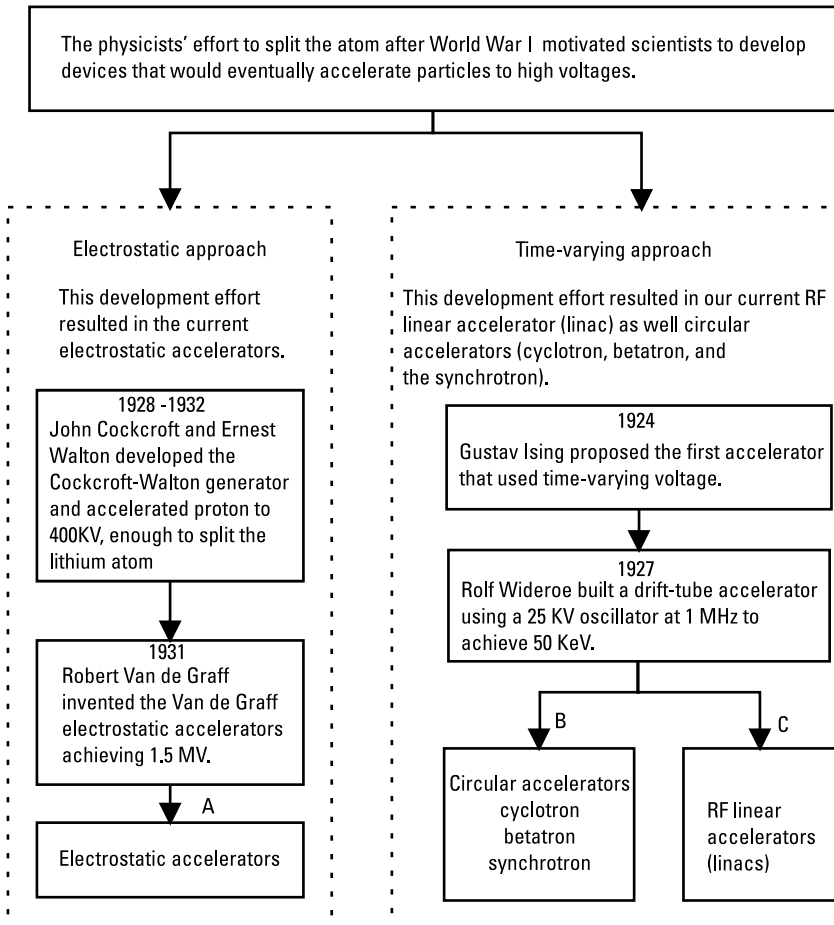 The physicists’ effort to split the atom after World War I motivated scientists to develop
devices that would eventually accelerate particles to high voltages.
Electrostatic approach
This development effort
resulted in the current
electrostatic accelerators.
1928 -1932
John Cockcroft and Ernest
Walton developed the
Cockcroft-Walton generator
and accelerated proton to
400KV, enough to split the
lithium atom
1931
Robert Van de Graff
invented the Van de Graff
electrostatic accelerators
achieving 1.5 MV.
A
Electrostatic accelerators
Time-varying approach
This development effort resulted in our current RF
linear accelerator (linac) as well circular
accelerators (cyclotron, betatron, and
the synchrotron).
1924
Gustav Ising proposed the first accelerator
that used time-varying voltage.
1927
Rolf Wideroe built a drift-tube accelerator
using a 25 KV oscillator at 1 MHz to
achieve 50 KeV.
B
Circular accelerators
cyclotron
betatron
synchrotron
C
RF linear
accelerators
(linacs)